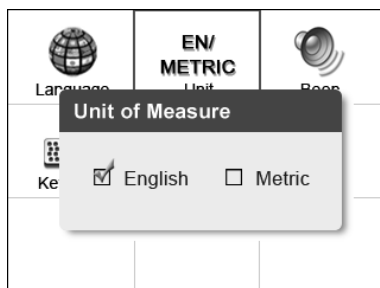 EN/
METRIC
Language
Unit
Beep
Unit of Measure
English
Metric
Ke